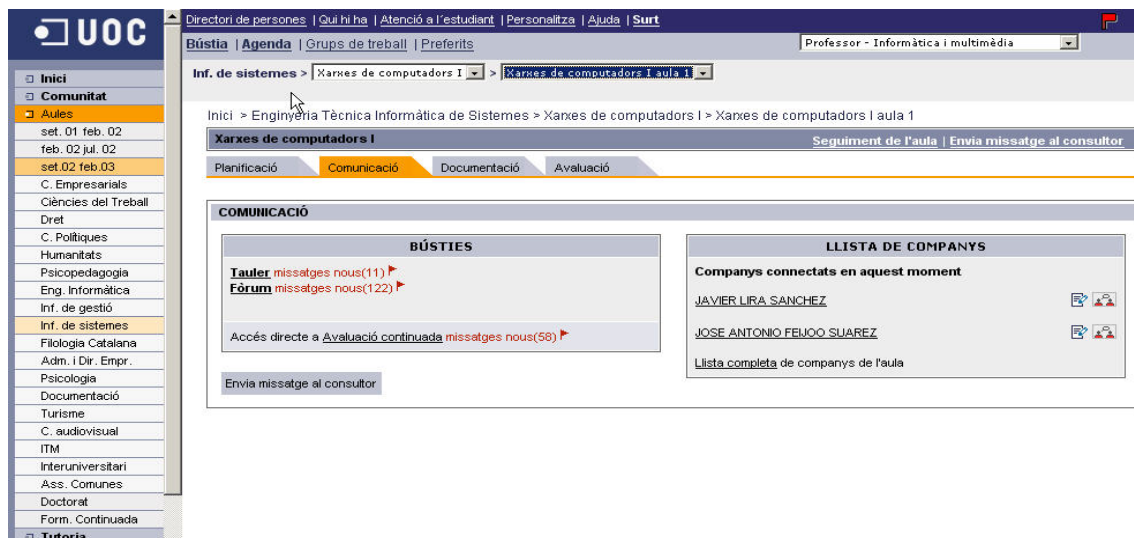 UOC
Directori de persones | Qui hi ha | Atenció a l'estudiant | Personalitza | Ajuda | Surt
Bústia | Agenda | Grups de treball | Preferits
Professor - Informàtica i multimèdia
Inf. de sistemes > Xarxes de computadors I > Xarxes de computadors I aula 1
Inici
Comunitat
Aules
set. 01 feb. 02
feb. 02 jul. 02
set.02 feb.03
C. Empresarials
Ciències del Treball
Dret
C. Polítiques
Humanitats
Psicopedagogia
Eng. Informàtica
Inf. de gestió
Inf. de sistemes
Filologia Catalana
Adm. i Dir. Empr.
Psicologia
Documentació
Turisme
C. audiovisual
ITM
Interuniversitari
Ass. Comunes
Doctorat
Form. Continuada
Tutoria
Inici > Enginyeria Tècnica Informàtica de Sistemes > Xarxes de computadors I > Xarxes de computadors I aula 1
Xarxes de computadors I
Seguiment de l'aula | Envia missatge al consultor
Planificació Comunicació Documentació Avaluació
COMUNICACIÓ
BÚSTIES
Tauler missatges nous(11)
Fòrum missatges nous(122)
Accés directe a Avaluació continuada missatges nous(58)
Envia missatge al consultor
LLISTA DE COMPANYS
Companys connectats en aquest moment
JAVIER LIRA SANCHEZ
JOSE ANTONIO FEIJOO SUAREZ
Llista completa de companys de l'aula